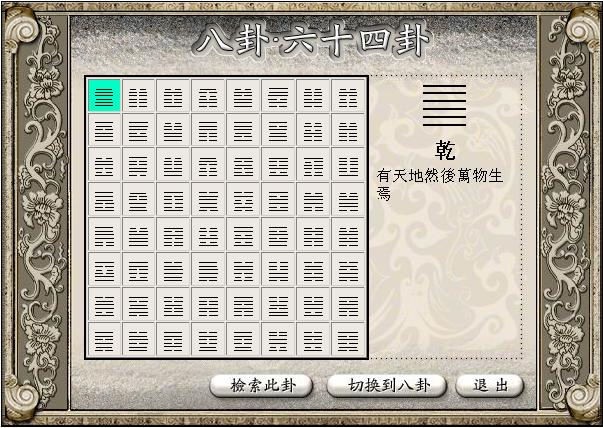 八卦·六十四卦
乾
有天地然後萬物生
焉
檢索此卦
切換到八卦
退出